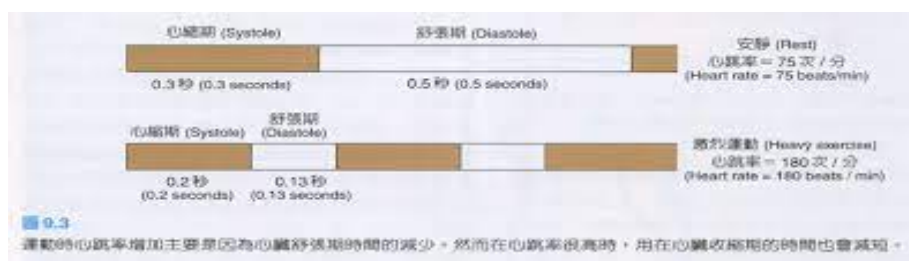 心縮期 (Systole) 舒張期 (Diastole)
安靜 (Rest)
心跳率 = 75 次 / 分
(Heart rate = 75 beats/min)
0.3 秒 (0.3 seconds) 0.5 秒 (0.5 seconds)
舒張期
心縮期 (Systole) (Diastole)
激烈運動 (Heavy exercise)
心跳率 = 180 次 / 分
(Heart rate = 180 beats / min)
0.2 秒 0.13 秒
(0.2 seconds) (0.13 seconds)
圖 9.3
運動時心跳率增加主要是因為心臟舒張期時間的減少。然而在心跳率很高時，用在心臟收縮期的時間也會減短。